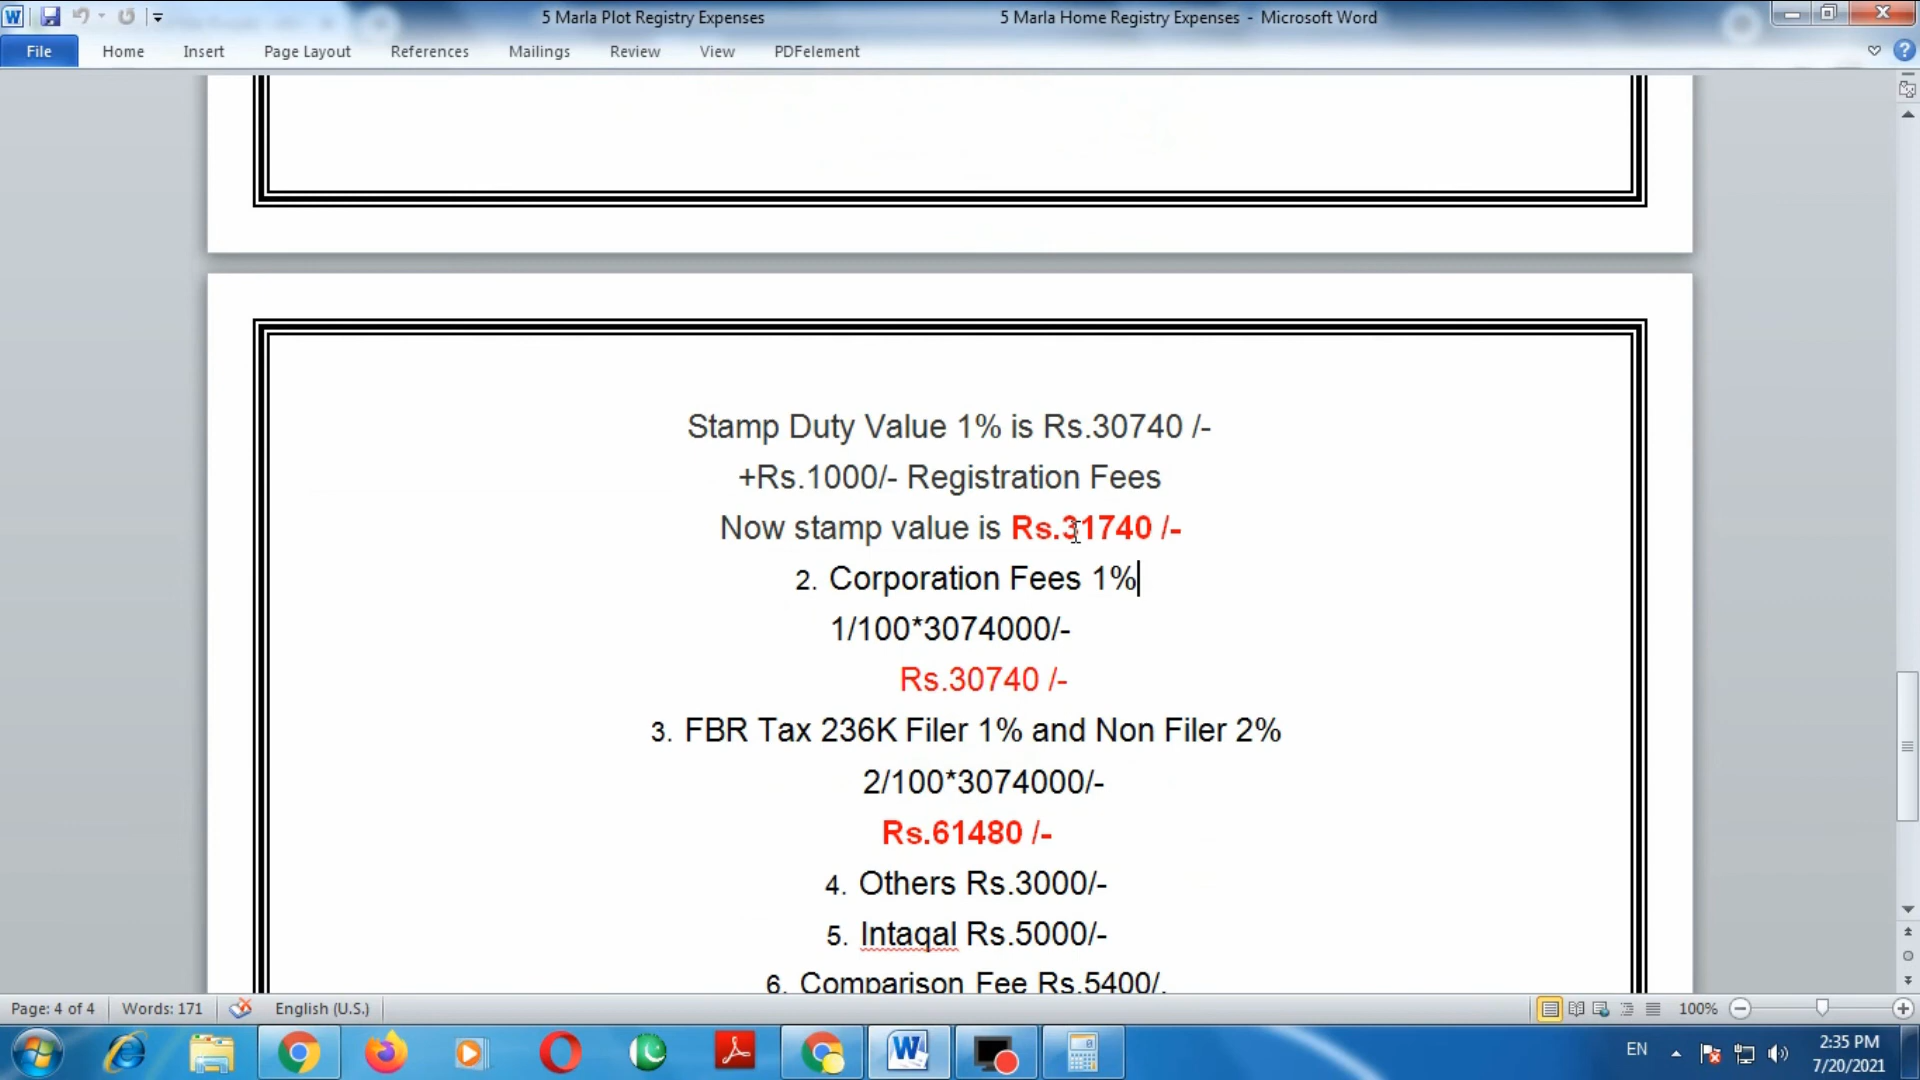 5 Marla Plot Registry Expenses 5 Marla Home Registry Expenses - Microsoft Word
File Home Insert Page Layout References Mailings Review View PDFelement
Stamp Duty Value 1% is Rs.30740 /-
+Rs.1000/- Registration Fees
Now stamp value is Rs.31740 /-
2. Corporation Fees 1%
1/100*3074000/-
Rs.30740 /-
3. FBR Tax 236K Filer 1% and Non Filer 2%
2/100*3074000/-
Rs.61480 /-
4. Others Rs.3000/-
5. Intaqal Rs.5000/-
6. Comparison Fee Rs.5400/.
Page: 4 of 4 Words: 171 English (U.S.) 100%
EN 2:35 PM
7/20/2021